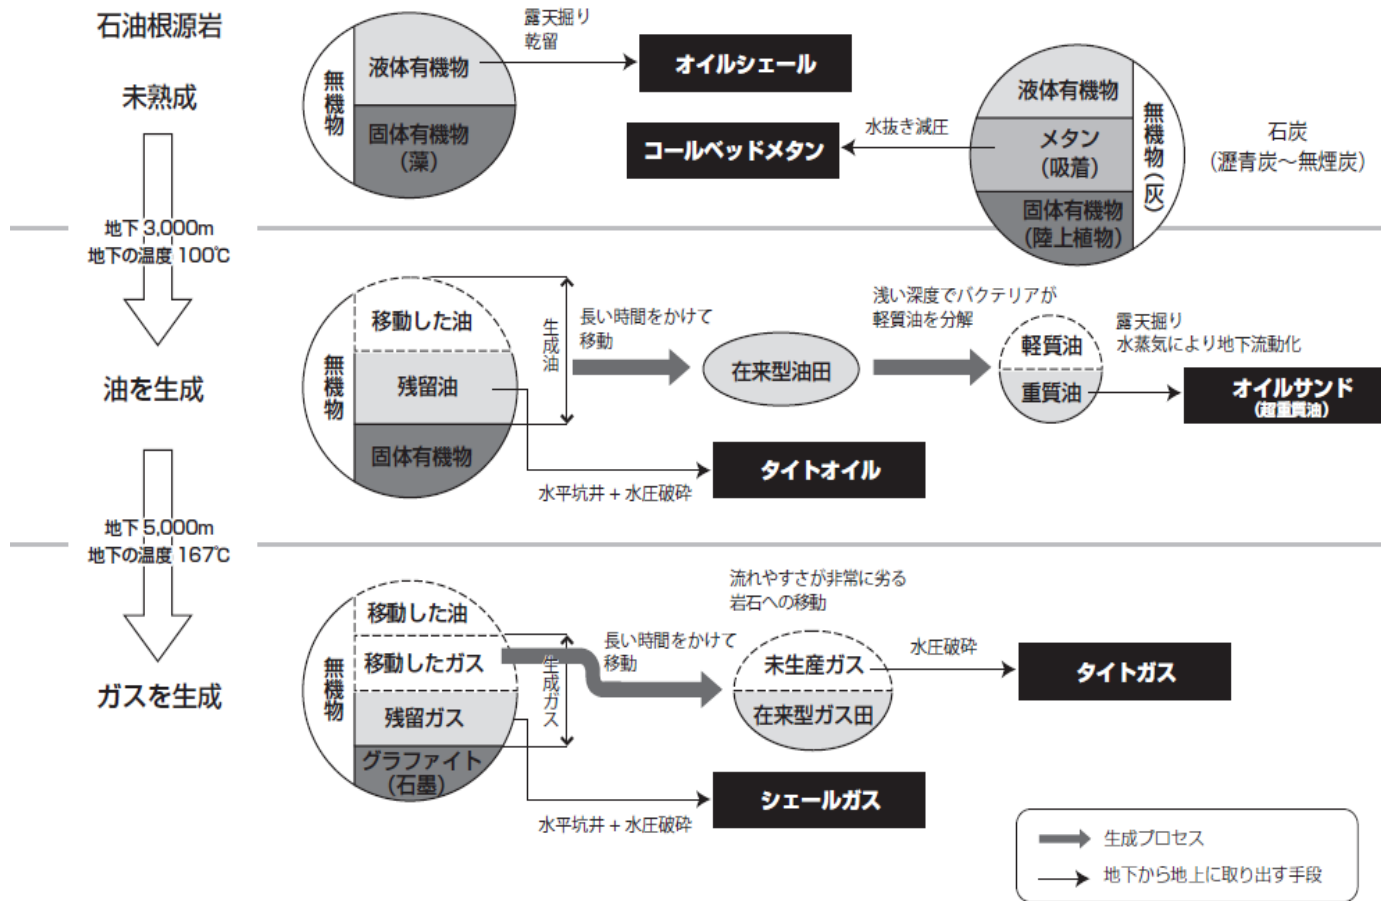 石油根源岩
未熟成
無機物
液体有機物
固体有機物
(藻)
露天掘り
乾留
オイルシェール
コールベッドメタン
水抜き減圧
液体有機物
メタン
(吸着)
固体有機物
(陸上植物)
無機物(灰)
石炭
(瀝青炭～無煙炭)
地下 3,000m
地下の温度 100℃
油を生成
無機物
移動した油
残留油
固体有機物
生成油
長い時間をかけて
移動
在来型油田
浅い深度でバクテリアが
軽質油を分解
軽質油
重質油
露天掘り
水蒸気により地下流動化
オイルサンド
(超重質油)
タイトオイル
水平坑井 + 水圧破砕
地下 5,000m
地下の温度 167℃
ガスを生成
無機物
移動した油
移動したガス
残留ガス
グラファイト
(石墨)
生成ガス
長い時間をかけて
移動
流れやすさが非常に劣る
岩石への移動
未生産ガス
在来型ガス田
水圧破砕
タイトガス
シェールガス
水平坑井 + 水圧破砕
生成プロセス
地下から地上に取り出す手段